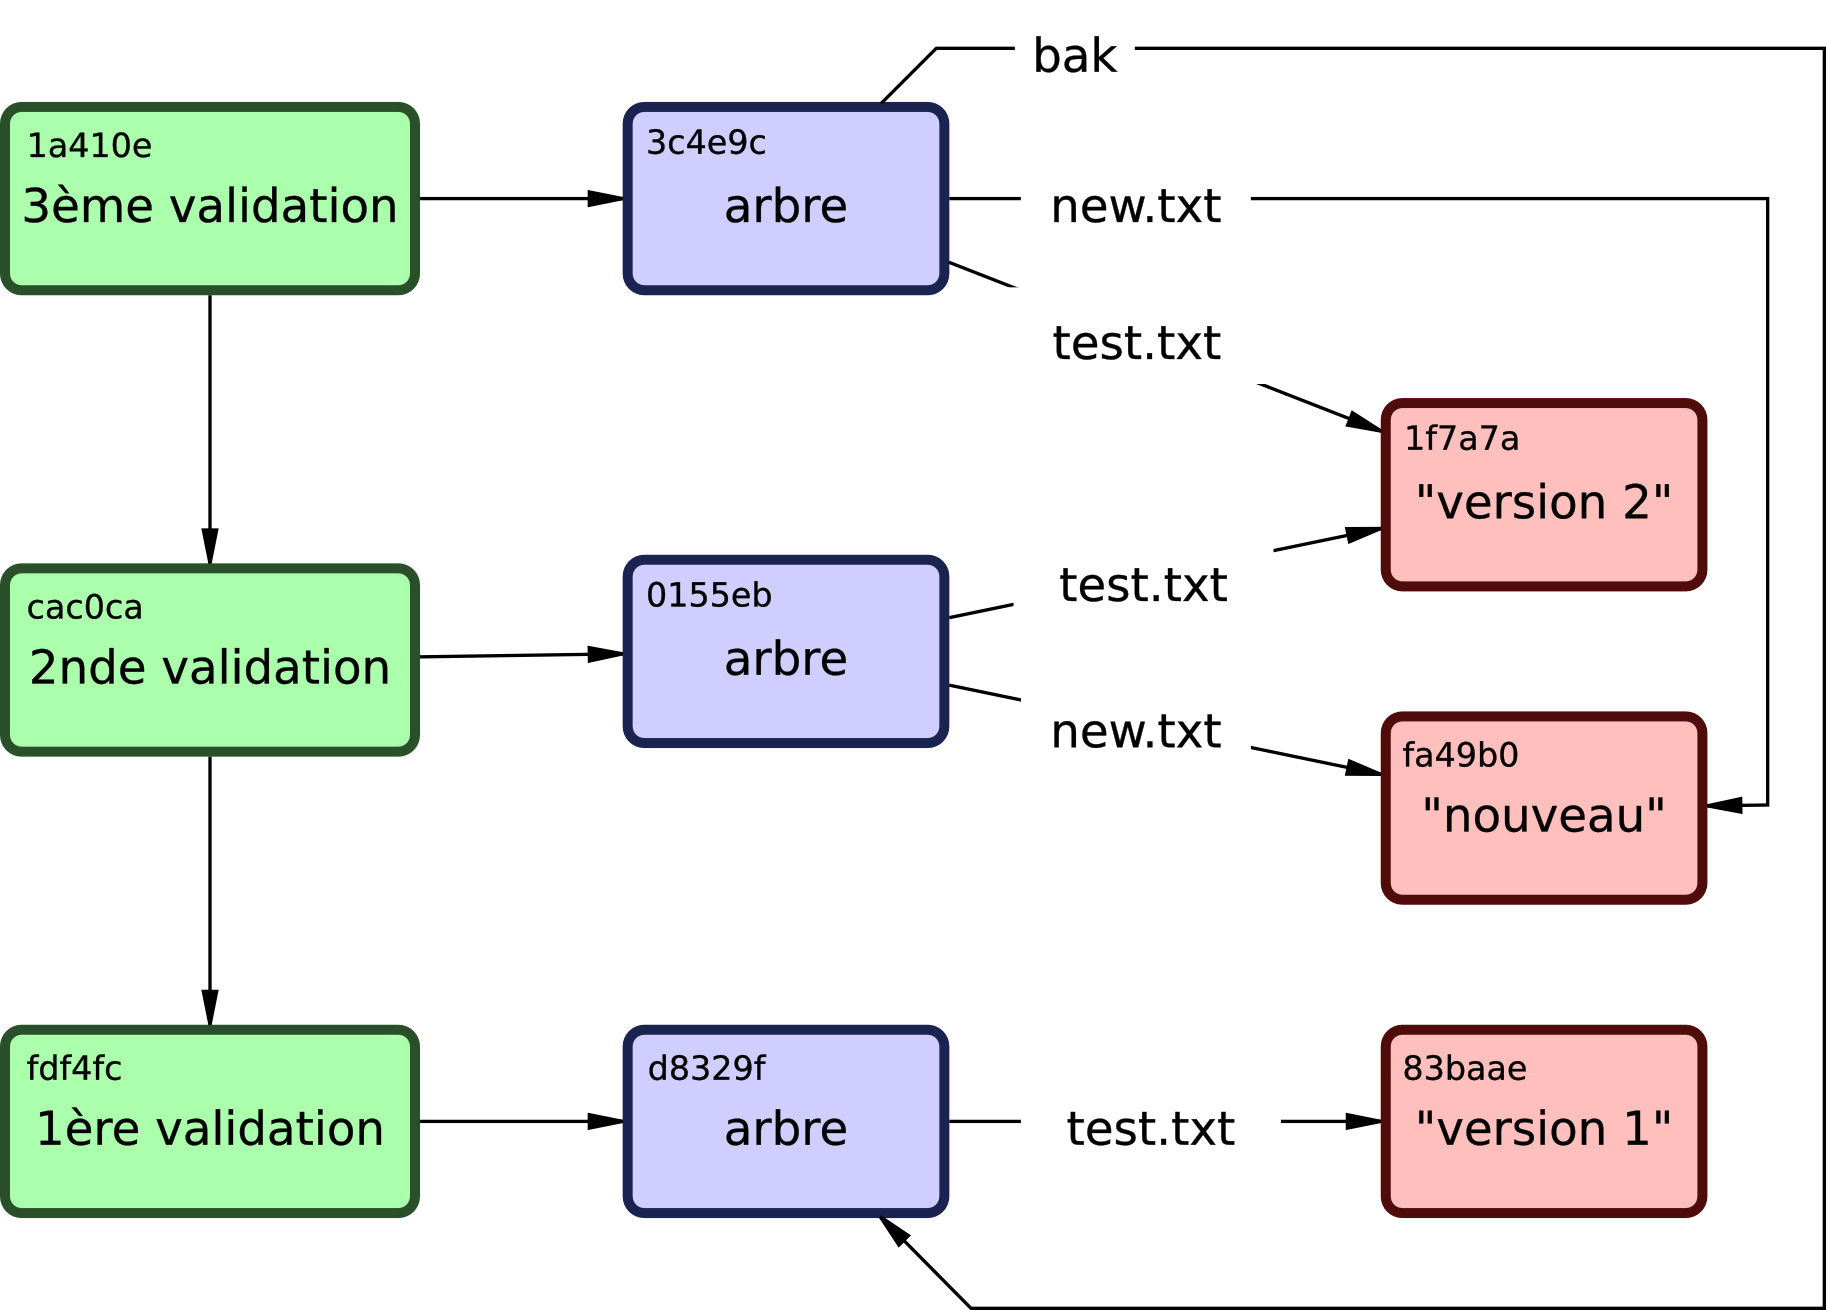 bak
1a410e
3ème validation
3c4e9c
arbre
new.txt
test.txt
1f7a7a
"version 2"
cac0ca
2nde validation
0155eb
arbre
test.txt
new.txt
fa49b0
"nouveau"
fdf4fc
1ère validation
d8329f
arbre
test.txt
83baae
"version 1"